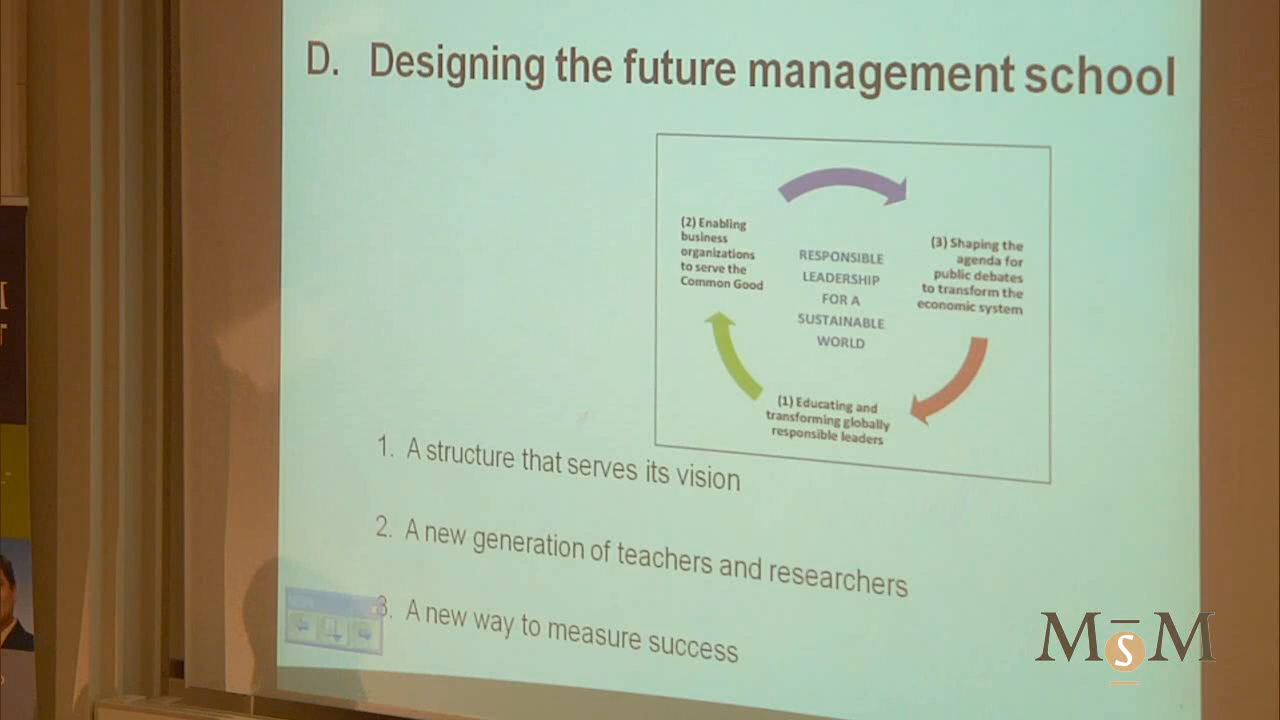 D. Designing the future management school
(2) Enabling
business
organizations
to serve the
Common Good
RESPONSIBLE
LEADERSHIP
FOR A
SUSTAINABLE
WORLD
(3) Shaping the
agenda for
public debates
to transform the
economic system
(1) Educating and
transforming globally
responsible leaders
1. A structure that serves its vision
2. A new generation of teachers and researchers
3. A new way to measure success
MSM